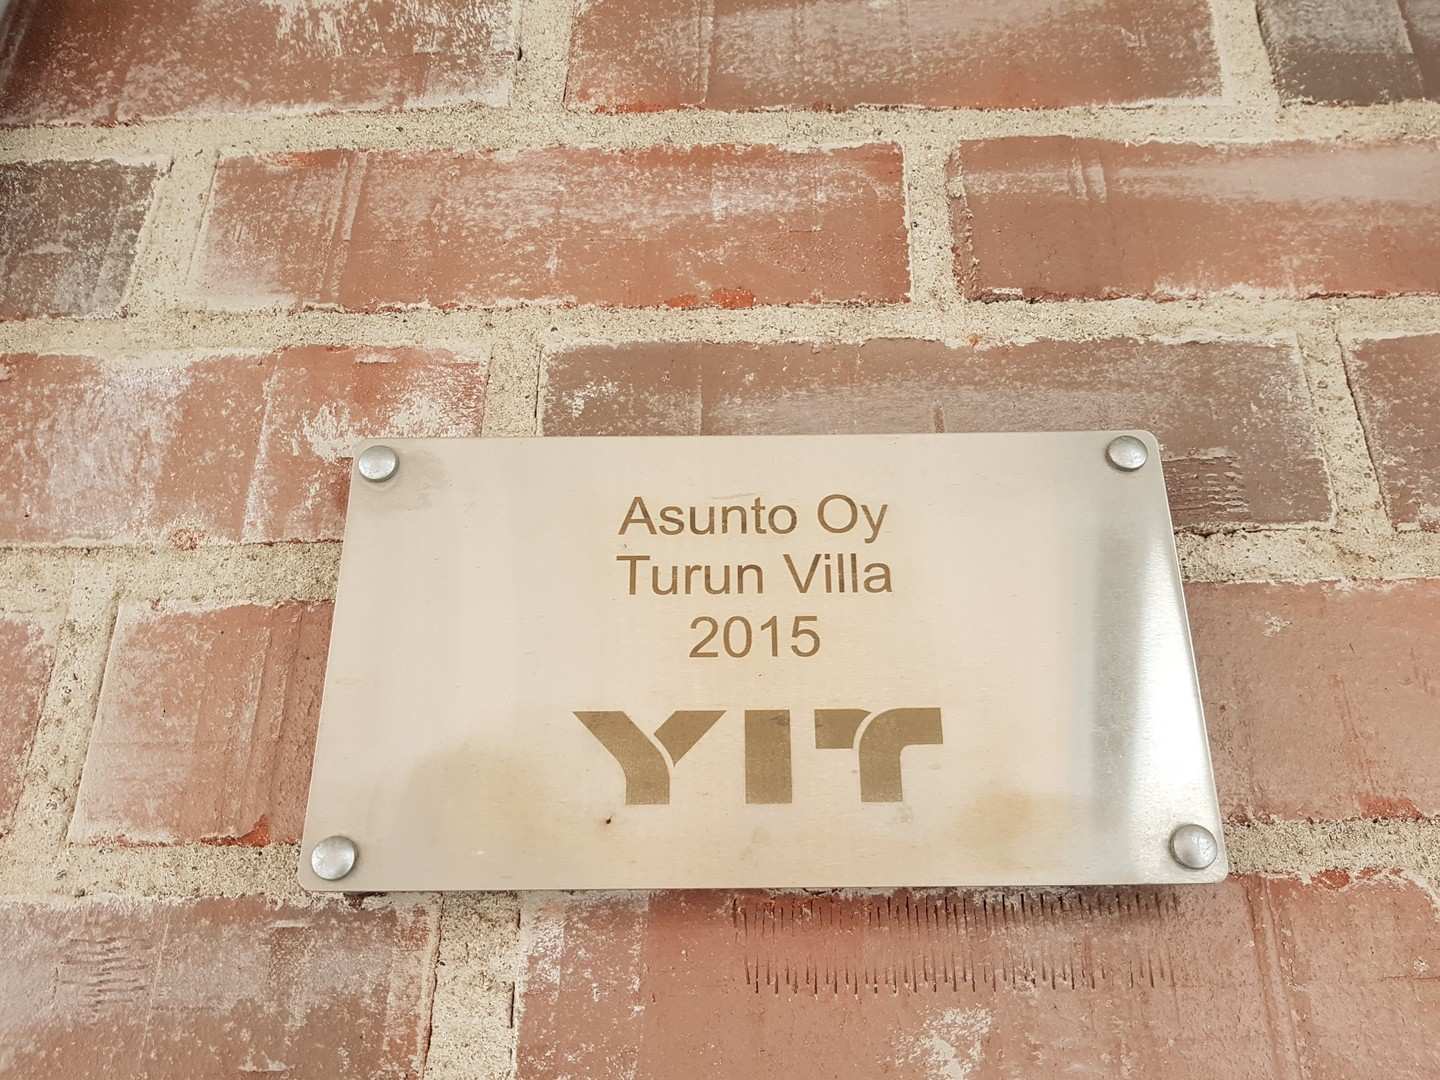 Asunto Oy
Turun Villa
2015
YIT